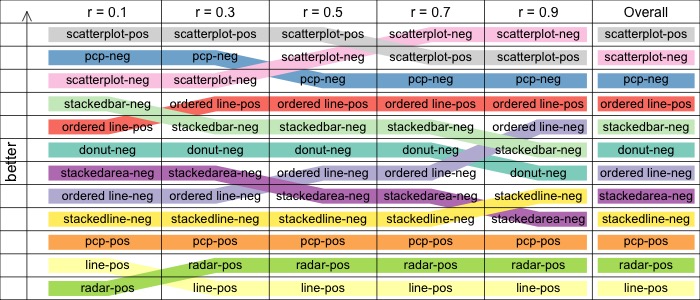 r = 0.1 r = 0.3 r = 0.5 r = 0.7 r = 0.9 Overall
scatterplot-pos scatterplot-pos scatterplot-pos scatterplot-neg scatterplot-neg scatterplot-pos
pcp-neg pcp-neg scatterplot-neg scatterplot-pos scatterplot-pos scatterplot-neg
scatterplot-neg scatterplot-neg pcp-neg pcp-neg pcp-neg pcp-neg
stackedbar-neg ordered line-pos ordered line-pos ordered line-pos ordered line-pos ordered line-pos
ordered line-pos stackedbar-neg stackedbar-neg stackedbar-neg ordered line-neg stackedbar-neg
donut-neg donut-neg donut-neg donut-neg stackedbar-neg donut-neg
stackedarea-neg stackedarea-neg ordered line-neg ordered line-neg donut-neg ordered line-neg
ordered line-neg ordered line-neg stackedarea-neg stackedarea-neg stackedline-neg stackedarea-neg
stackedline-neg stackedline-neg stackedline-neg stackedline-neg stackedarea-neg stackedline-neg
pcp-pos pcp-pos pcp-pos pcp-pos pcp-pos pcp-pos
line-pos radar-pos radar-pos radar-pos radar-pos radar-pos
radar-pos line-pos line-pos line-pos line-pos line-pos
better